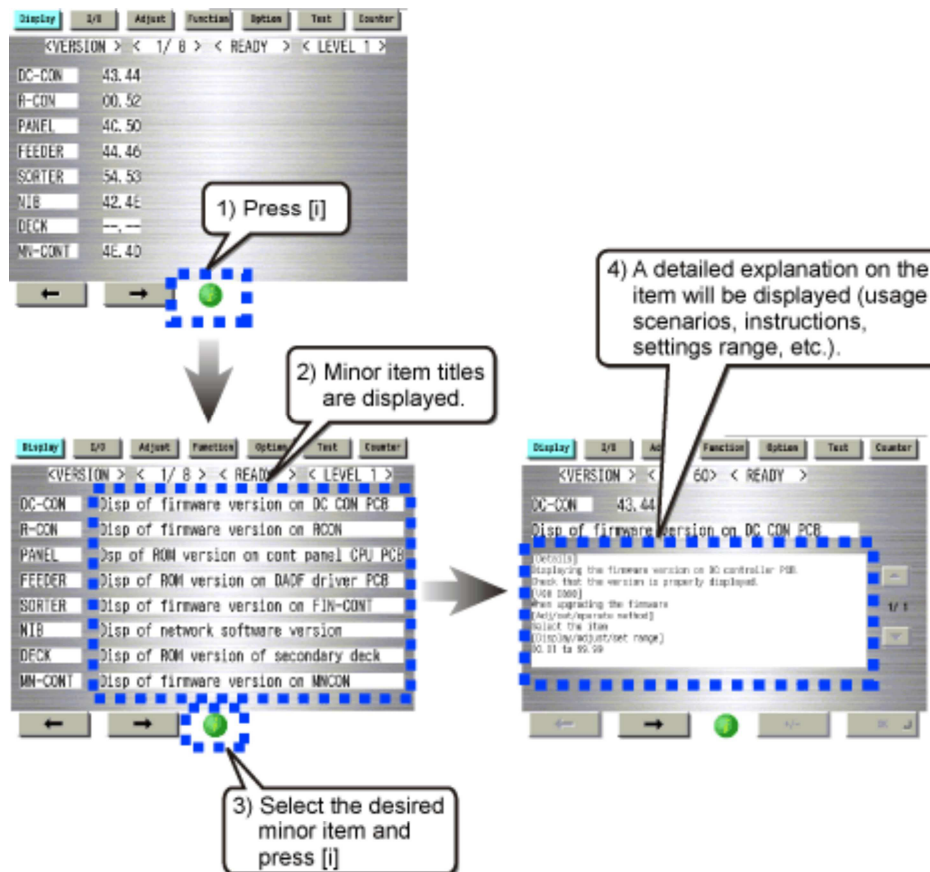 Display I/O Adjust Function Option Test Counter
<VERSION > < 1/ 8 > < READY > < LEVEL 1 >
DC-CON 43.44
R-CON 00.52
PANEL 4C.50
FEEDER 44.46
SORTER 54.53
NIB 42.4E
DECK --.--
MN-CONT 4E.4D
1) Press [i]
2) Minor item titles
are displayed.
Display I/O Adjust Function Option Test Counter
<VERSION > < 1/ 8 > < READY > < LEVEL 1 >
DC-CON Disp of firmware version on DC CON PCB
R-CON Disp of firmware version on RCON
PANEL Dsp of ROM version on cont panel CPU PCB
FEEDER Disp of ROM version on DADF driver PCB
SORTER Disp of firmware version on FIN-CONT
NIB Disp of network software version
DECK Disp of ROM version of secondary deck
MN-CONT Disp of firmware version on MNCON
3) Select the desired
minor item and
press [i]
4) A detailed explanation on the
item will be displayed (usage
scenarios, instructions,
settings range, etc.).
Display I/O Ad Function Option Test Counter
<VERSION > < 60> < READY >
DC-CON 43.44
Disp of firmware version on DC CON PCB
[Details]
Displaying the firmware version on DC controller PCB.
Check that the version is properly displayed.
[Use case]
When upgrading the firmware
[Adj/set/operate method]
Select the item
[Display/adjust/set range]
00.01 to 99.99
1/ 1
+/-
OK